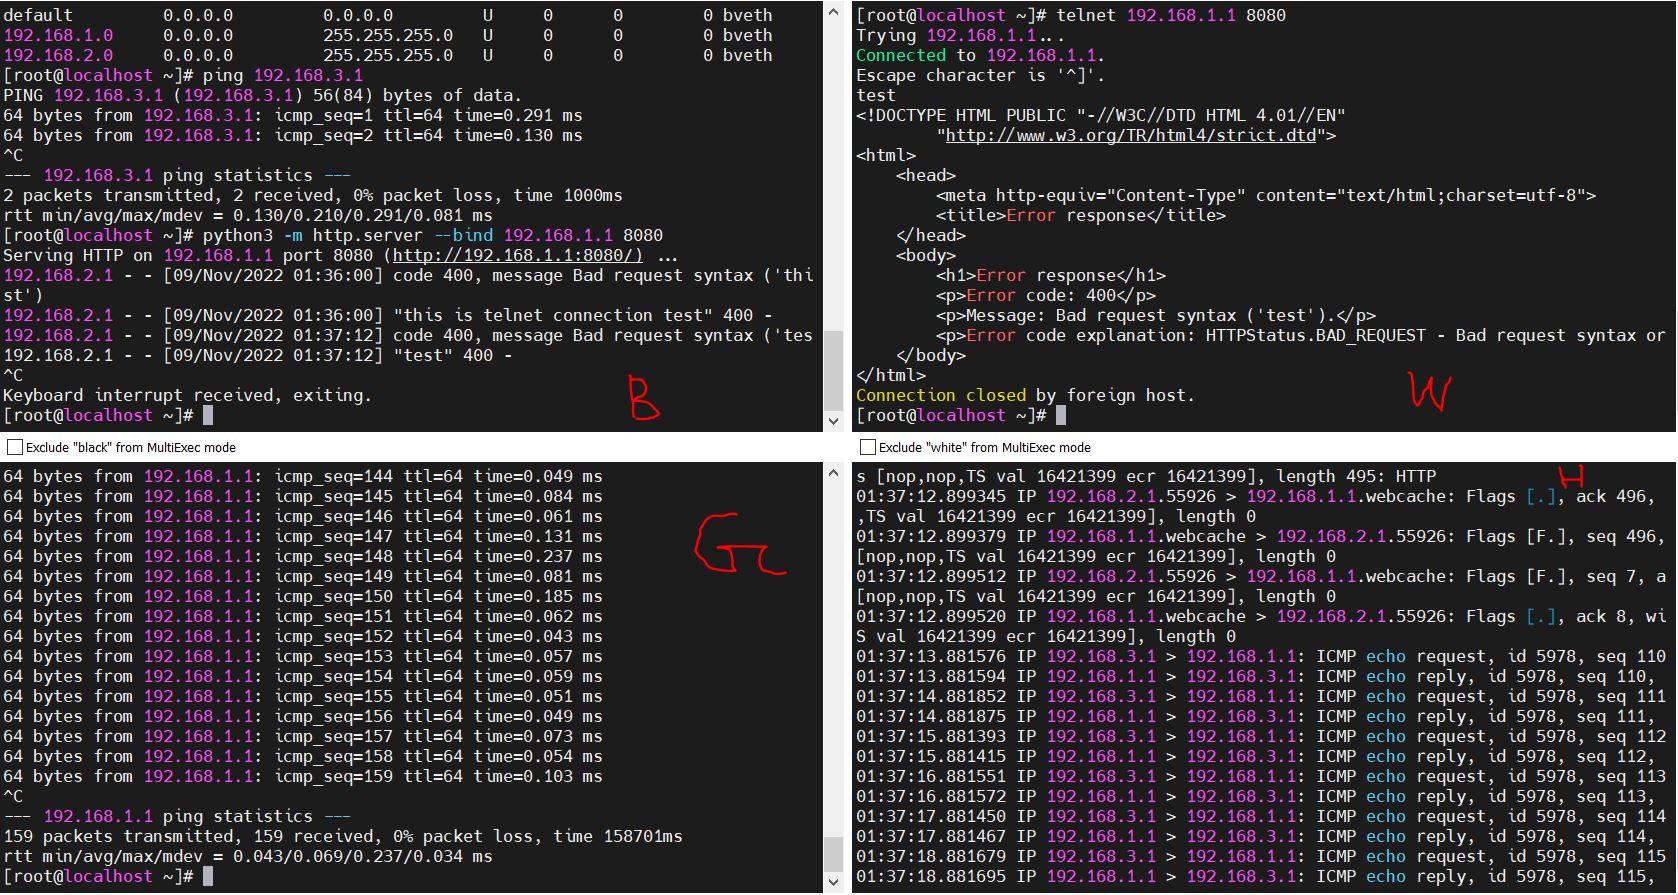 default         0.0.0.0         0.0.0.0         U     0      0        0 bveth
192.168.1.0     0.0.0.0         255.255.255.0   U     0      0        0 bveth
192.168.2.0     0.0.0.0         255.255.255.0   U     0      0        0 bveth
[root@localhost ~]# ping 192.168.3.1
PING 192.168.3.1 (192.168.3.1) 56(84) bytes of data.
64 bytes from 192.168.3.1: icmp_seq=1 ttl=64 time=0.291 ms
64 bytes from 192.168.3.1: icmp_seq=2 ttl=64 time=0.130 ms
^C
--- 192.168.3.1 ping statistics ---
2 packets transmitted, 2 received, 0% packet loss, time 1000ms
rtt min/avg/max/mdev = 0.130/0.210/0.291/0.081 ms
[root@localhost ~]# python3 -m http.server --bind 192.168.1.1 8080
Serving HTTP on 192.168.1.1 port 8080 (http://192.168.1.1:8080/) ...
192.168.2.1 - - [09/Nov/2022 01:36:00] code 400, message Bad request syntax ('thi
st')
192.168.2.1 - - [09/Nov/2022 01:36:00] "this is telnet connection test" 400 -
192.168.2.1 - - [09/Nov/2022 01:37:12] code 400, message Bad request syntax ('tes
192.168.2.1 - - [09/Nov/2022 01:37:12] "test" 400 -
^C
Keyboard interrupt received, exiting.
[root@localhost ~]#
B
Exclude "black" from MultiExec mode
[root@localhost ~]# telnet 192.168.1.1 8080
Trying 192.168.1.1...
Connected to 192.168.1.1.
Escape character is '^]'.
test
<!DOCTYPE HTML PUBLIC "-//W3C//DTD HTML 4.01//EN"
        "http://www.w3.org/TR/html4/strict.dtd">
<html>
    <head>
        <meta http-equiv="Content-Type" content="text/html;charset=utf-8">
        <title>Error response</title>
    </head>
    <body>
        <h1>Error response</h1>
        <p>Error code: 400</p>
        <p>Message: Bad request syntax ('test').</p>
        <p>Error code explanation: HTTPStatus.BAD_REQUEST - Bad request syntax or
    </body>
</html>
Connection closed by foreign host.
[root@localhost ~]#
W
Exclude "white" from MultiExec mode
64 bytes from 192.168.1.1: icmp_seq=144 ttl=64 time=0.049 ms
64 bytes from 192.168.1.1: icmp_seq=145 ttl=64 time=0.084 ms
64 bytes from 192.168.1.1: icmp_seq=146 ttl=64 time=0.061 ms
64 bytes from 192.168.1.1: icmp_seq=147 ttl=64 time=0.131 ms
64 bytes from 192.168.1.1: icmp_seq=148 ttl=64 time=0.237 ms
64 bytes from 192.168.1.1: icmp_seq=149 ttl=64 time=0.081 ms
64 bytes from 192.168.1.1: icmp_seq=150 ttl=64 time=0.185 ms
64 bytes from 192.168.1.1: icmp_seq=151 ttl=64 time=0.062 ms
64 bytes from 192.168.1.1: icmp_seq=152 ttl=64 time=0.043 ms
64 bytes from 192.168.1.1: icmp_seq=153 ttl=64 time=0.057 ms
64 bytes from 192.168.1.1: icmp_seq=154 ttl=64 time=0.059 ms
64 bytes from 192.168.1.1: icmp_seq=155 ttl=64 time=0.051 ms
64 bytes from 192.168.1.1: icmp_seq=156 ttl=64 time=0.049 ms
64 bytes from 192.168.1.1: icmp_seq=157 ttl=64 time=0.073 ms
64 bytes from 192.168.1.1: icmp_seq=158 ttl=64 time=0.054 ms
64 bytes from 192.168.1.1: icmp_seq=159 ttl=64 time=0.103 ms
^C
--- 192.168.1.1 ping statistics ---
159 packets transmitted, 159 received, 0% packet loss, time 158701ms
rtt min/avg/max/mdev = 0.043/0.069/0.237/0.034 ms
[root@localhost ~]#
G
s [nop,nop,TS val 16421399 ecr 16421399], length 495: HTTP
H
01:37:12.899345 IP 192.168.2.1.55926 > 192.168.1.1.webcache: Flags [.], ack 496,
,TS val 16421399 ecr 16421399], length 0
01:37:12.899379 IP 192.168.1.1.webcache > 192.168.2.1.55926: Flags [F.], seq 496,
[nop,nop,TS val 16421399 ecr 16421399], length 0
01:37:12.899512 IP 192.168.2.1.55926 > 192.168.1.1.webcache: Flags [F.], seq 7, a
[nop,nop,TS val 16421399 ecr 16421399], length 0
01:37:12.899520 IP 192.168.1.1.webcache > 192.168.2.1.55926: Flags [.], ack 8, wi
S val 16421399 ecr 16421399], length 0
01:37:13.881576 IP 192.168.3.1 > 192.168.1.1: ICMP echo request, id 5978, seq 110
01:37:13.881594 IP 192.168.1.1 > 192.168.3.1: ICMP echo reply, id 5978, seq 110,
01:37:14.881852 IP 192.168.3.1 > 192.168.1.1: ICMP echo request, id 5978, seq 111
01:37:14.881875 IP 192.168.1.1 > 192.168.3.1: ICMP echo reply, id 5978, seq 111,
01:37:15.881393 IP 192.168.3.1 > 192.168.1.1: ICMP echo request, id 5978, seq 112
01:37:15.881415 IP 192.168.1.1 > 192.168.3.1: ICMP echo reply, id 5978, seq 112,
01:37:16.881551 IP 192.168.3.1 > 192.168.1.1: ICMP echo request, id 5978, seq 113
01:37:16.881572 IP 192.168.1.1 > 192.168.3.1: ICMP echo reply, id 5978, seq 113,
01:37:17.881450 IP 192.168.3.1 > 192.168.1.1: ICMP echo request, id 5978, seq 114
01:37:17.881467 IP 192.168.1.1 > 192.168.3.1: ICMP echo reply, id 5978, seq 114,
01:37:18.881679 IP 192.168.3.1 > 192.168.1.1: ICMP echo request, id 5978, seq 115
01:37:18.881695 IP 192.168.1.1 > 192.168.3.1: ICMP echo reply, id 5978, seq 115,